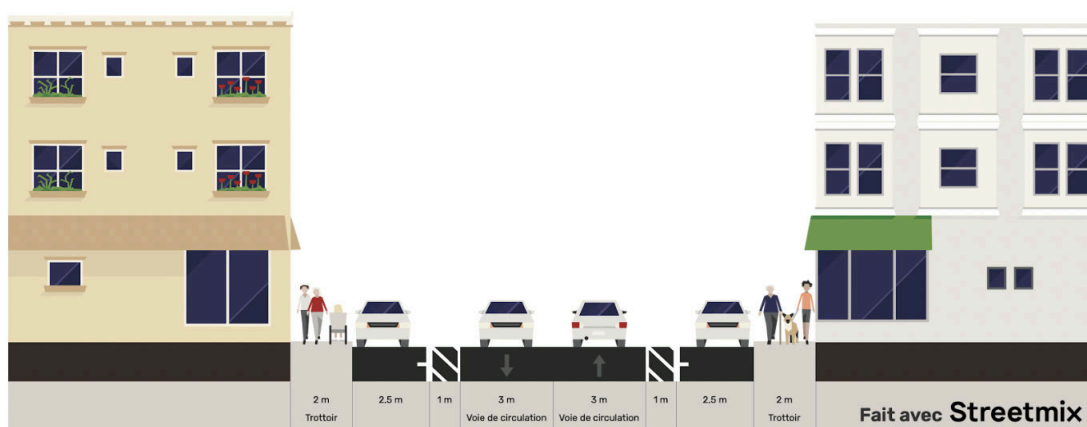 2 m
Trottoir
2,5 m
1 m
3 m
Voie de circulation
3 m
Voie de circulation
1 m
2,5 m
2 m
Trottoir
Fait avec Streetmix